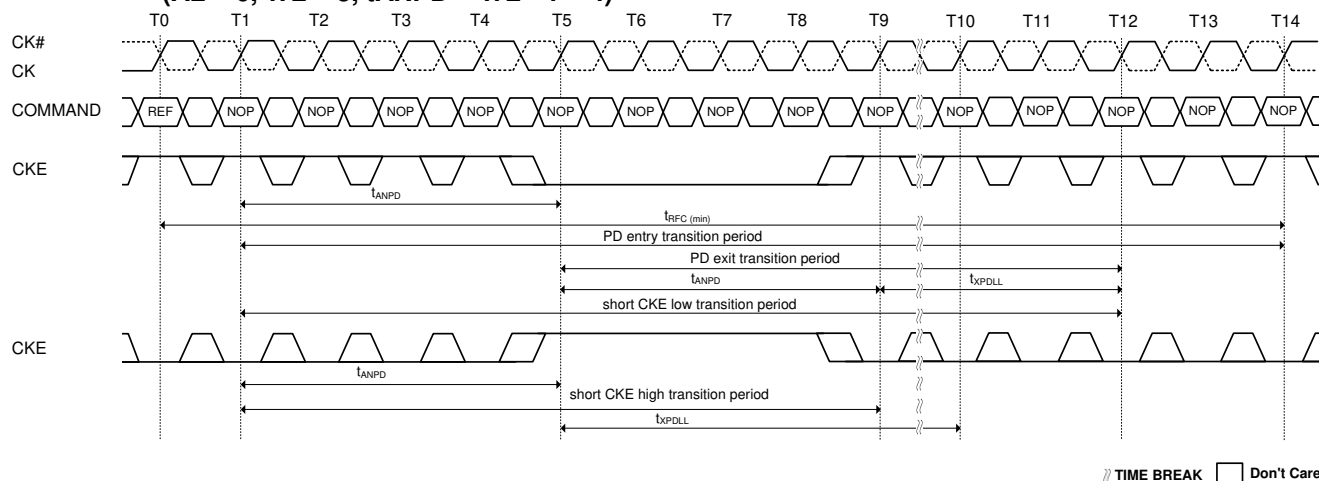 T0 T1 T2 T3 T4 T5 T6 T7 T8 T9 T10 T11 T12 T13 T14
CK#
CK
COMMAND REF NOP NOP NOP NOP NOP NOP NOP NOP NOP NOP NOP NOP NOP NOP
CKE
tANPD
tRFC (min)
PD entry transition period
PD exit transition period
tANPD tXPDLL
short CKE low transition period
CKE
tANPD
short CKE high transition period
tXPDLL
TIME BREAK Don't Care